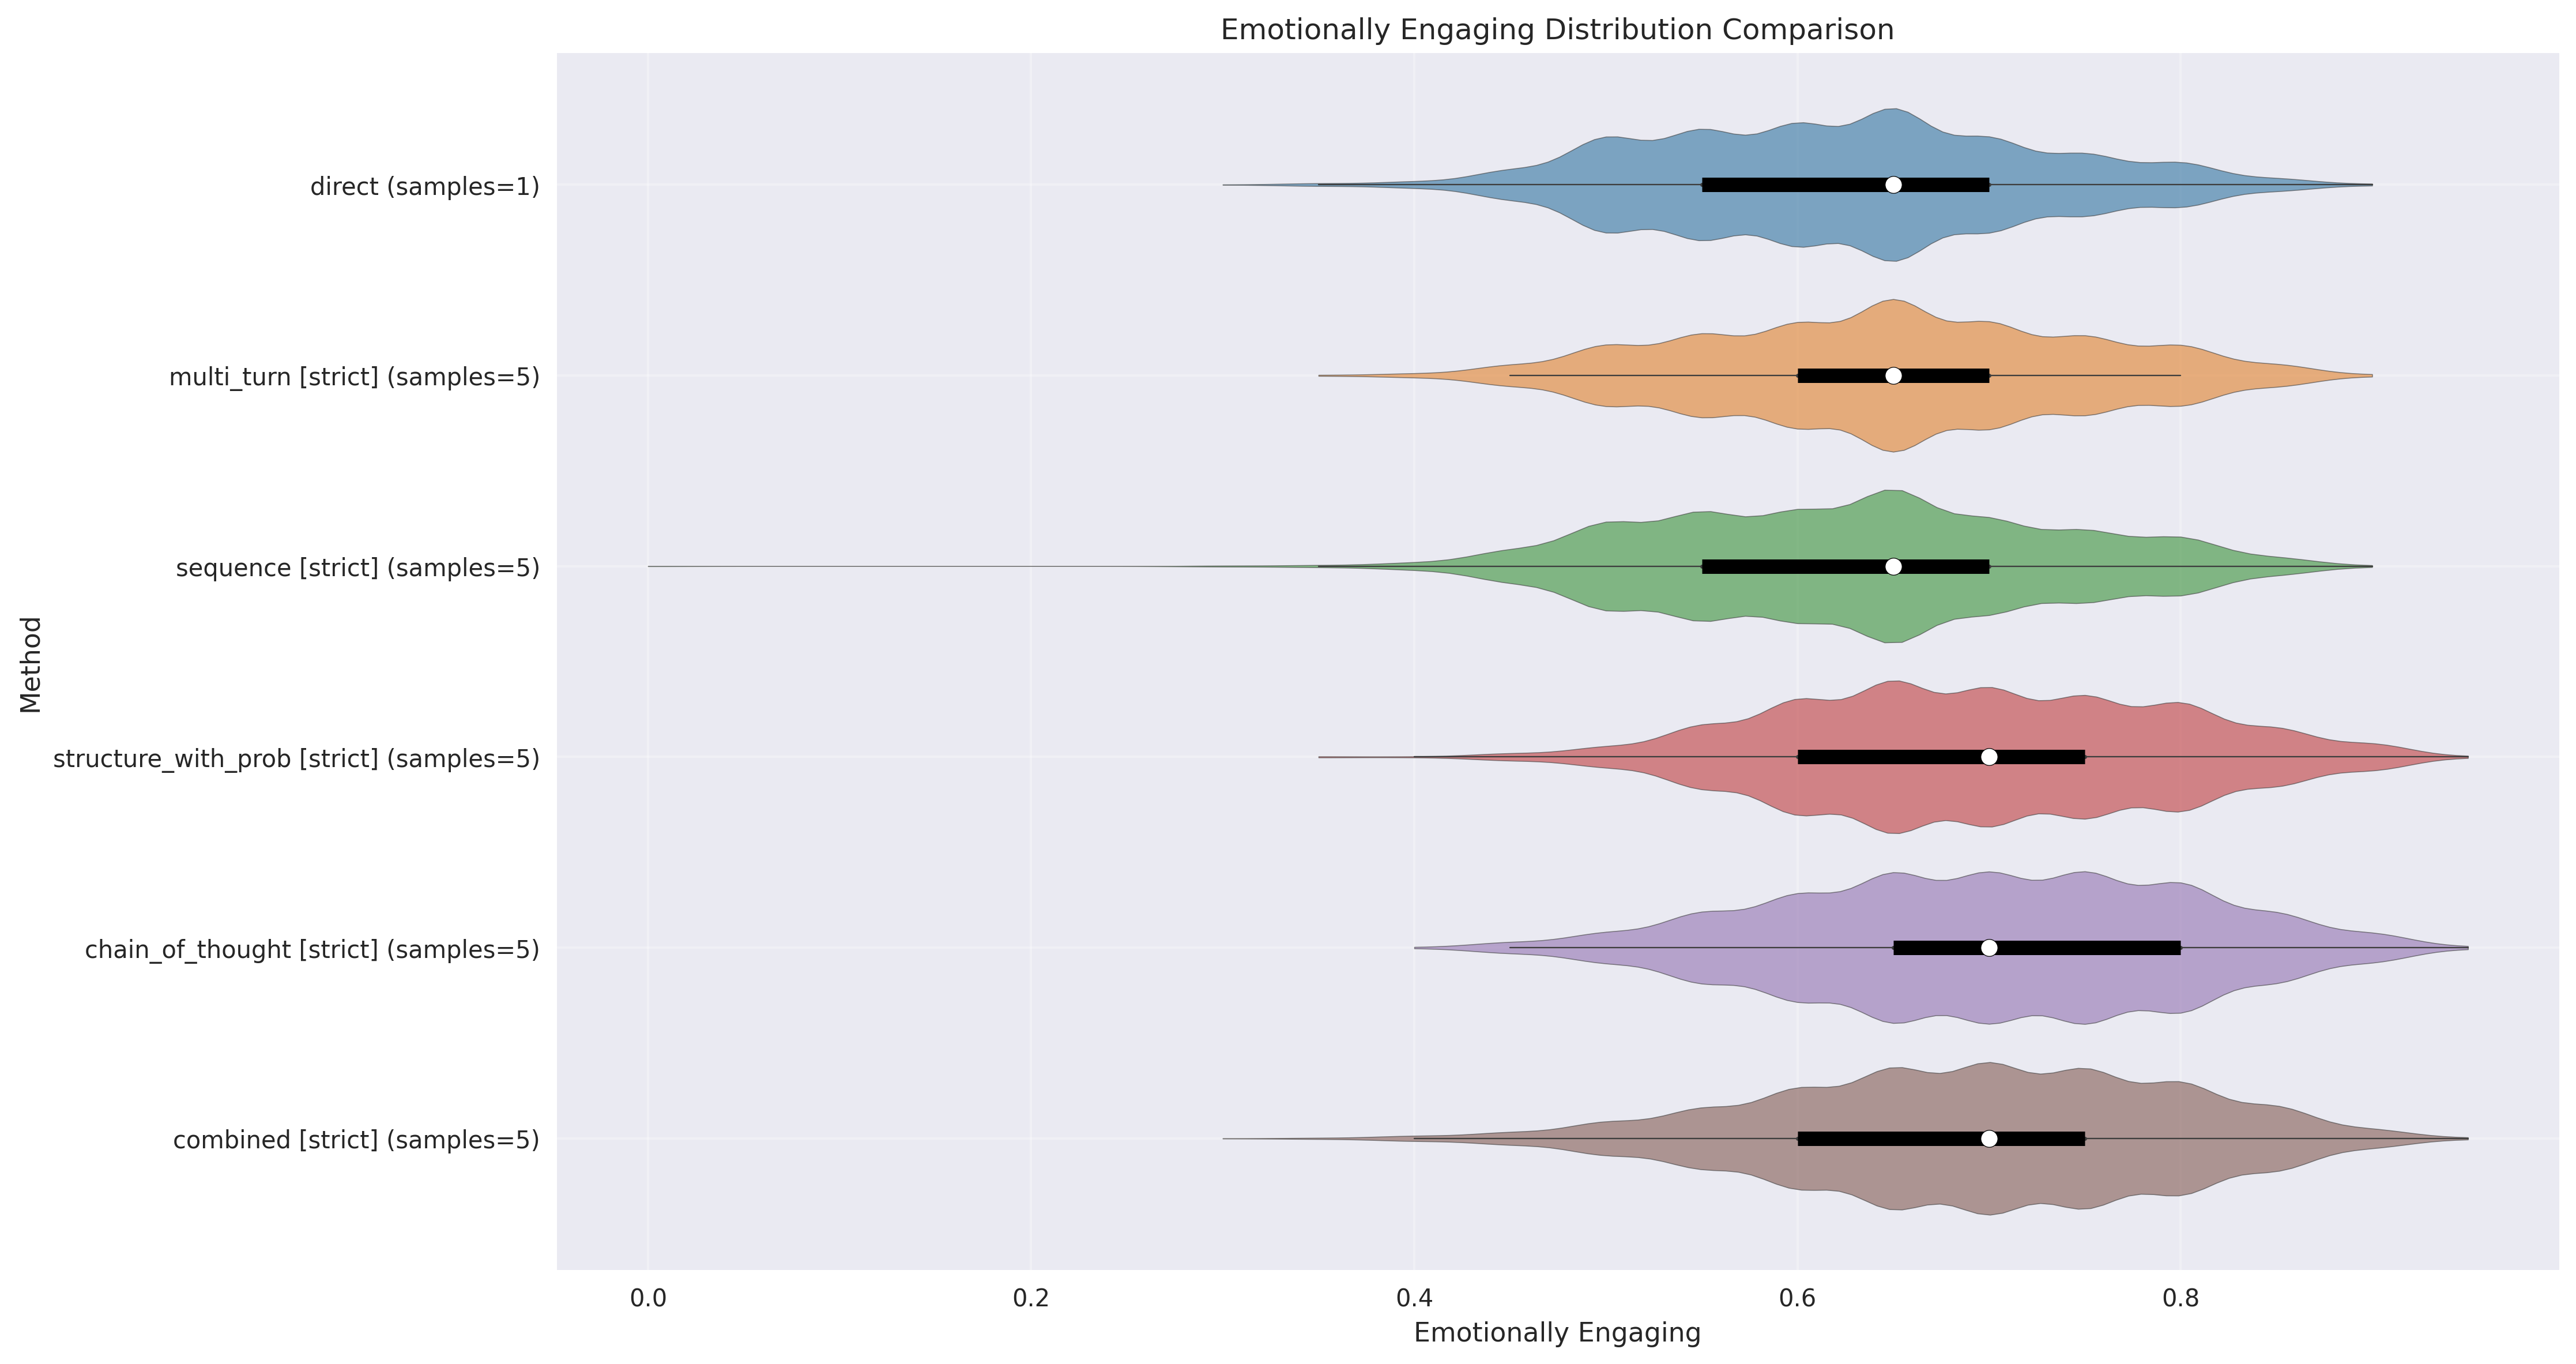 Emotionally Engaging Distribution Comparison
direct (samples=1)
multi_turn [strict] (samples=5)
sequence [strict] (samples=5)
structure_with_prob [strict] (samples=5)
chain_of_thought [strict] (samples=5)
combined [strict] (samples=5)
Method
0.0 0.2 0.4 0.6 0.8
Emotionally Engaging